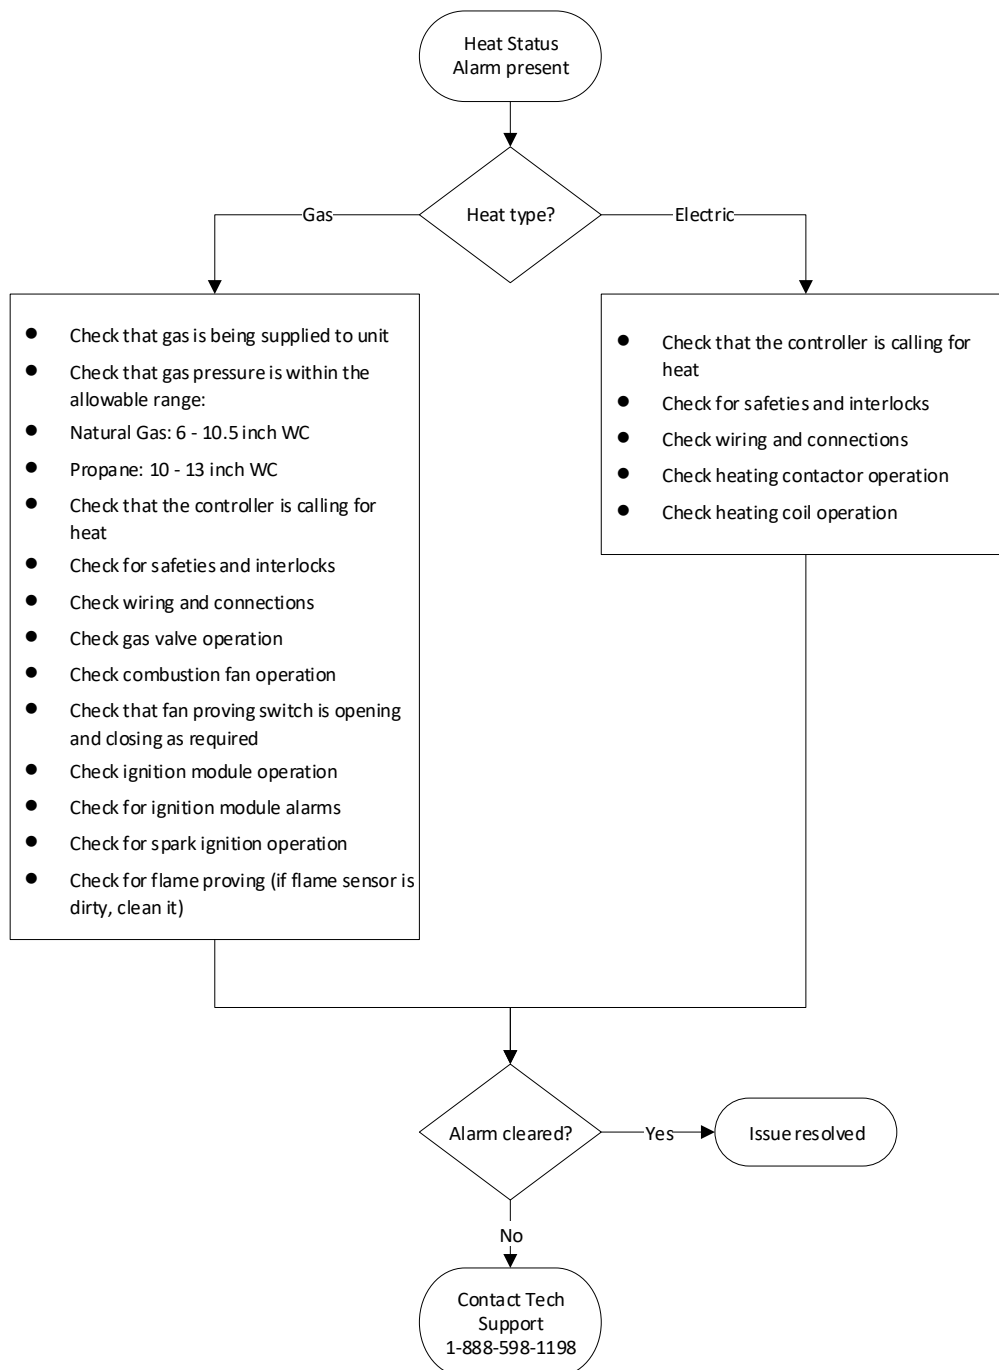 Heat Status
Alarm present
Heat type?
Gas
Electric
● Check that gas is being supplied to unit
● Check that gas pressure is within the
allowable range:
● Natural Gas: 6 - 10.5 inch WC
● Propane: 10 - 13 inch WC
● Check that the controller is calling for
heat
● Check for safeties and interlocks
● Check wiring and connections
● Check gas valve operation
● Check combustion fan operation
● Check that fan proving switch is opening
and closing as required
● Check ignition module operation
● Check for ignition module alarms
● Check for spark ignition operation
● Check for flame proving (if flame sensor is
dirty, clean it)
● Check that the controller is calling for
heat
● Check for safeties and interlocks
● Check wiring and connections
● Check heating contactor operation
● Check heating coil operation
Alarm cleared?
Yes
Issue resolved
No
Contact Tech
Support
1-888-598-1198